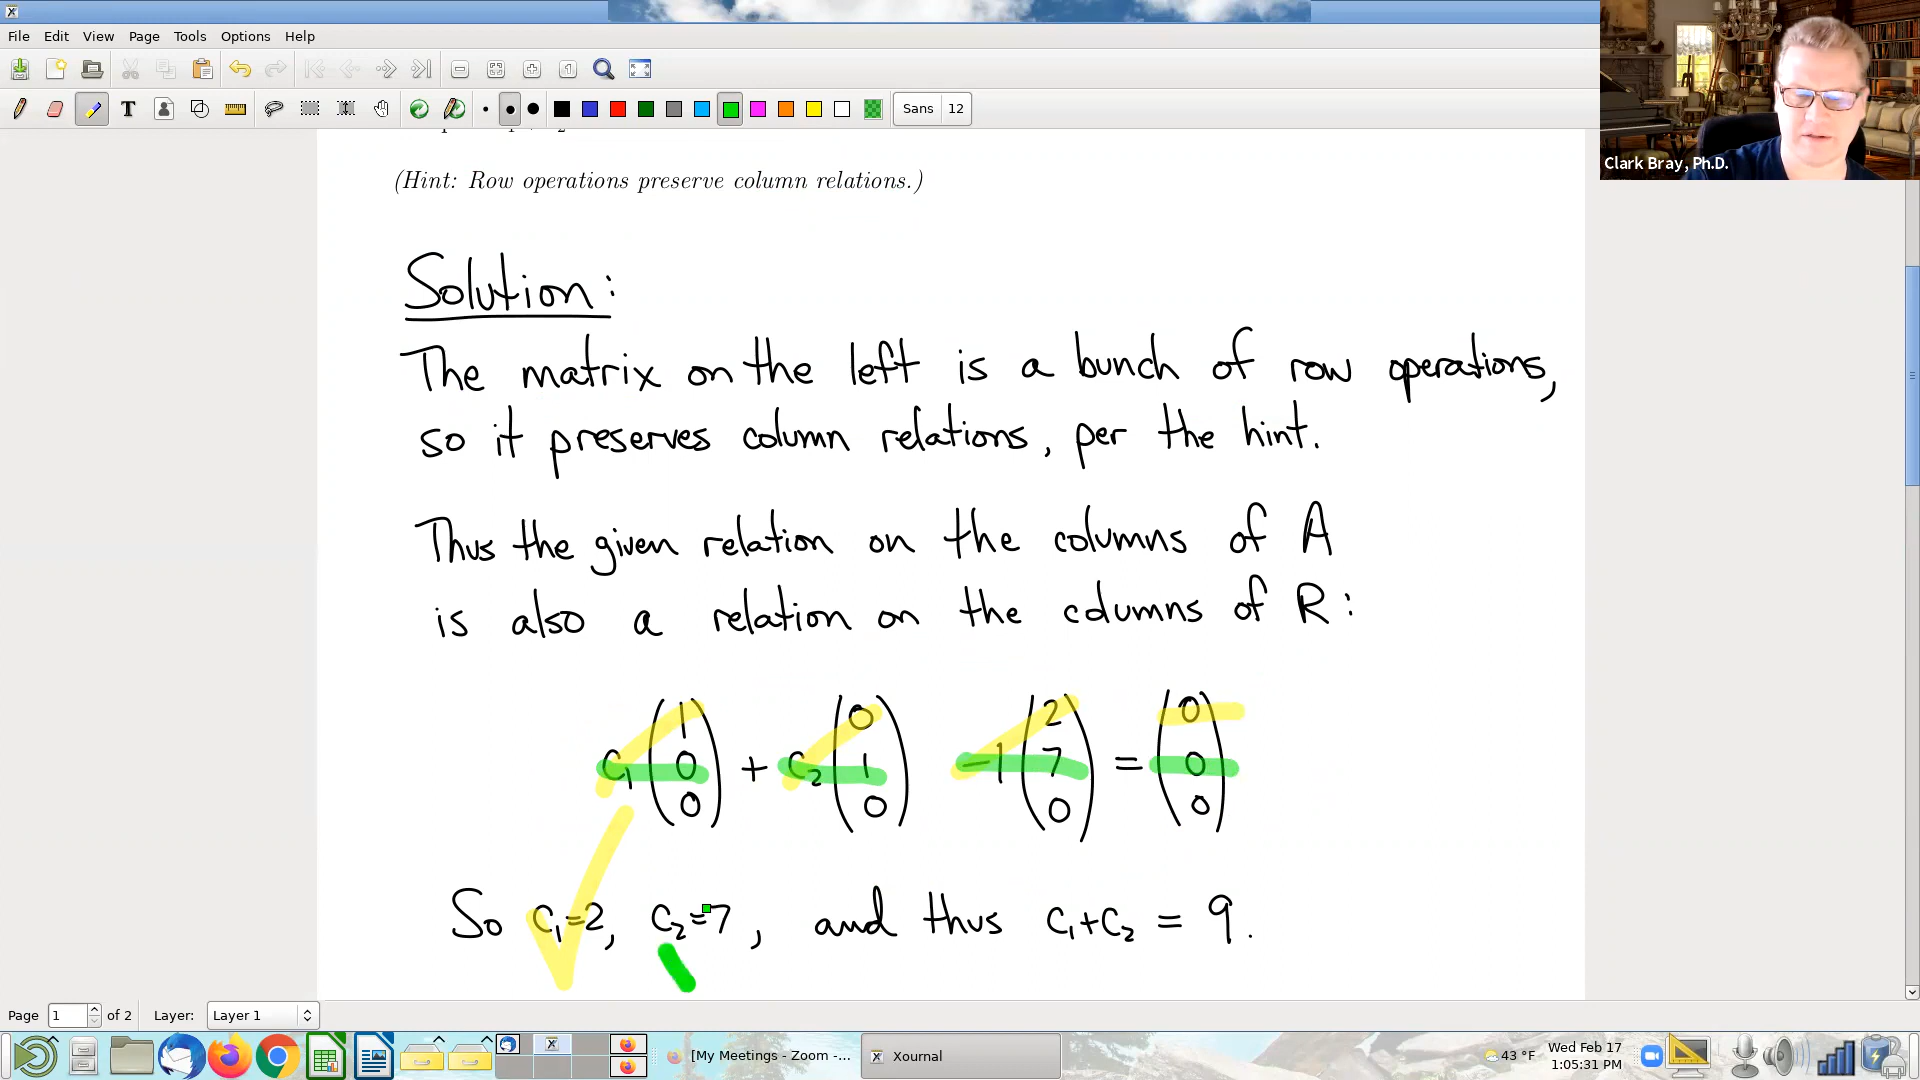 File Edit View Page Tools Options Help
Sans 12
Clark Bray, Ph.D.
(Hint: Row operations preserve column relations.)
Solution:
The matrix on the left is a bunch of row operations,
so it preserves column relations, per the hint.
Thus the given relation on the columns of A
is also a relation on the columns of R:
c₁ (1 0 0) + c₂ (0 1 0) −1 (2 7 0) = (0 0 0)
So c₁=2, c₂=7, and thus c₁+c₂ = 9.
Page 1 of 2 Layer: Layer 1
[My Meetings - Zoom -... Xournal
43 °F
Wed Feb 17
1:05:31 PM